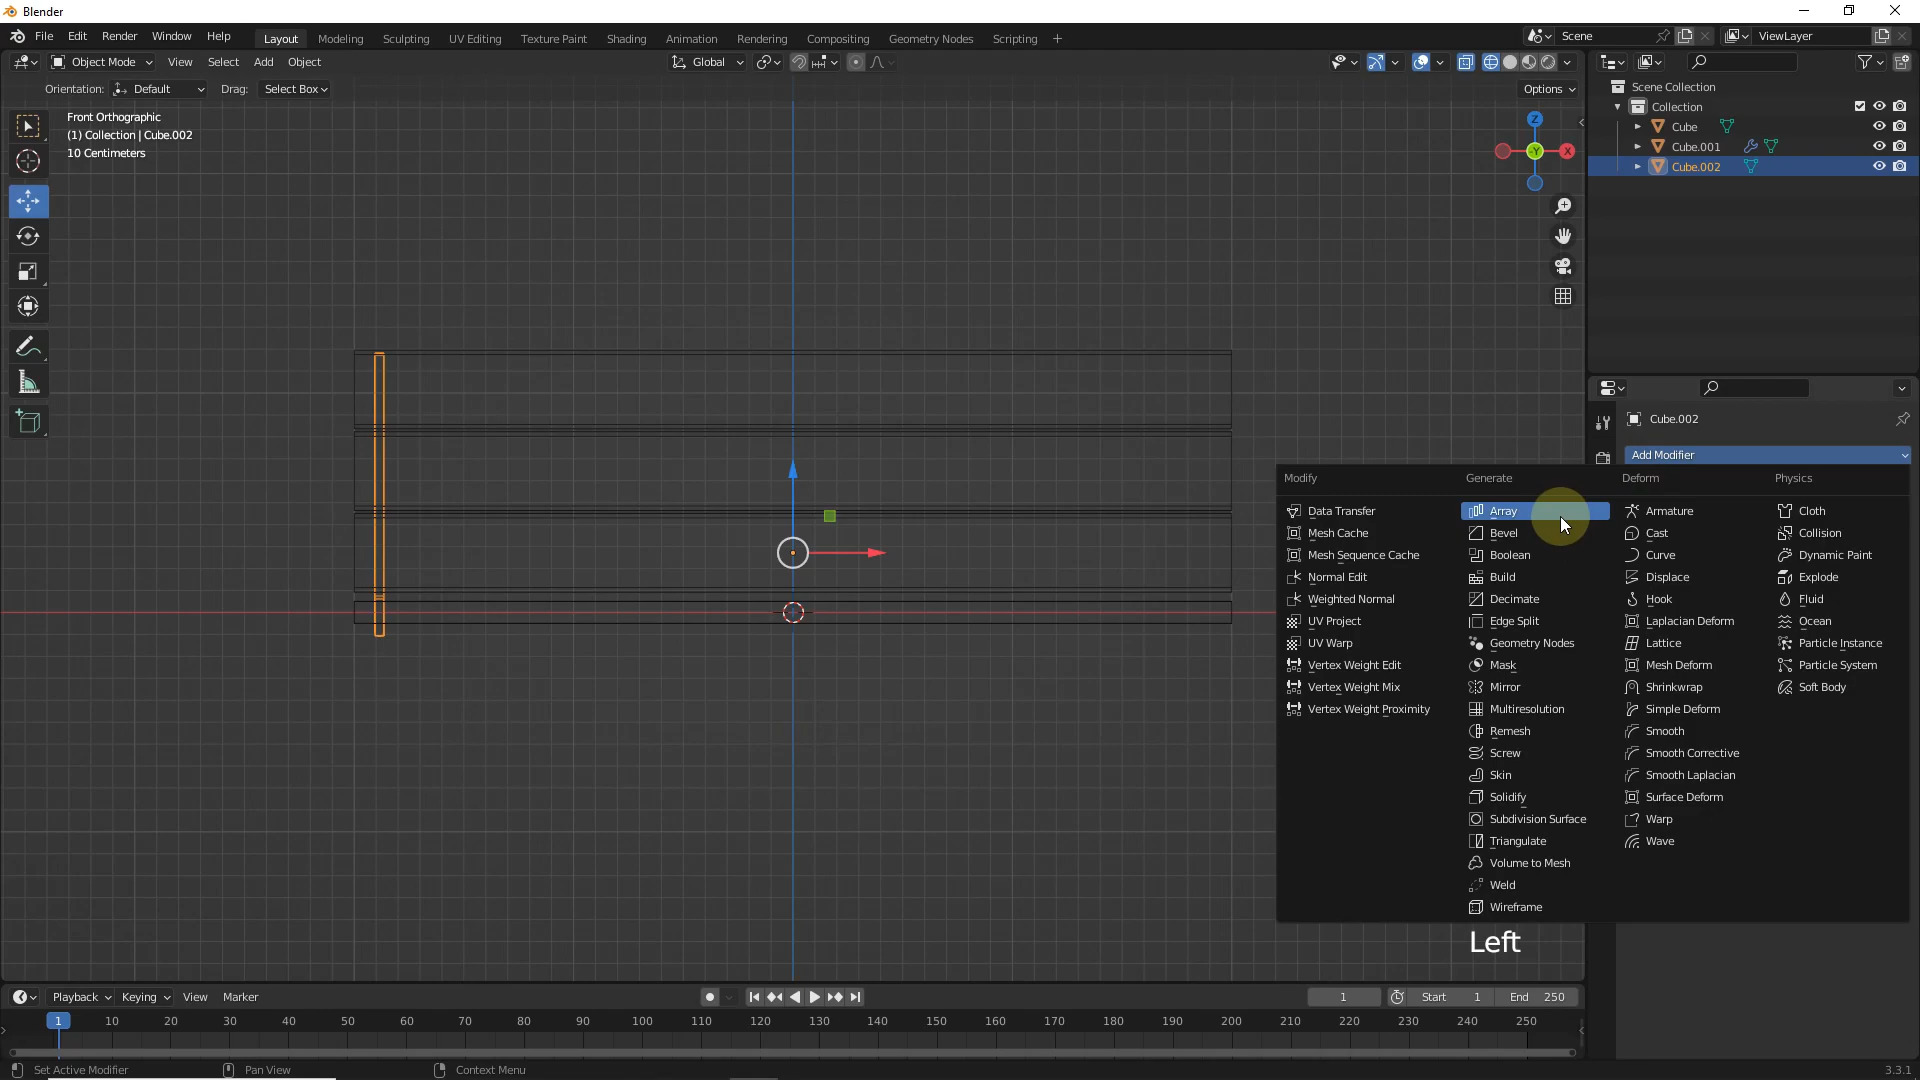 Blender
File Edit Render Window Help Layout Modeling Sculpting UV Editing Texture Paint Shading Animation Rendering Compositing Geometry Nodes Scripting + Scene ViewLayer
Object Mode View Select Add Object Global
Orientation: Default Drag: Select Box Options
Front Orthographic
(1) Collection | Cube.002
10 Centimeters
Z
-Y
X
Scene Collection
Collection
Cube
Cube.001
Cube.002
Cube.002
Add Modifier
Modify
Data Transfer
Mesh Cache
Mesh Sequence Cache
Normal Edit
Weighted Normal
UV Project
UV Warp
Vertex Weight Edit
Vertex Weight Mix
Vertex Weight Proximity
Generate
Array
Bevel
Boolean
Build
Decimate
Edge Split
Geometry Nodes
Mask
Mirror
Multiresolution
Remesh
Screw
Skin
Solidify
Subdivision Surface
Triangulate
Volume to Mesh
Weld
Wireframe
Deform
Armature
Cast
Curve
Displace
Hook
Laplacian Deform
Lattice
Mesh Deform
Shrinkwrap
Simple Deform
Smooth
Smooth Corrective
Smooth Laplacian
Surface Deform
Warp
Wave
Physics
Cloth
Collision
Dynamic Paint
Explode
Fluid
Ocean
Particle Instance
Particle System
Soft Body
Left
Playback Keying View Marker 1 Start 1 End 250
1 10 20 30 40 50 60 70 80 90 100 110 120 130 140 150 160 170 180 190 200 210 220 230 240 250
Set Active Modifier Pan View Context Menu 3.3.1